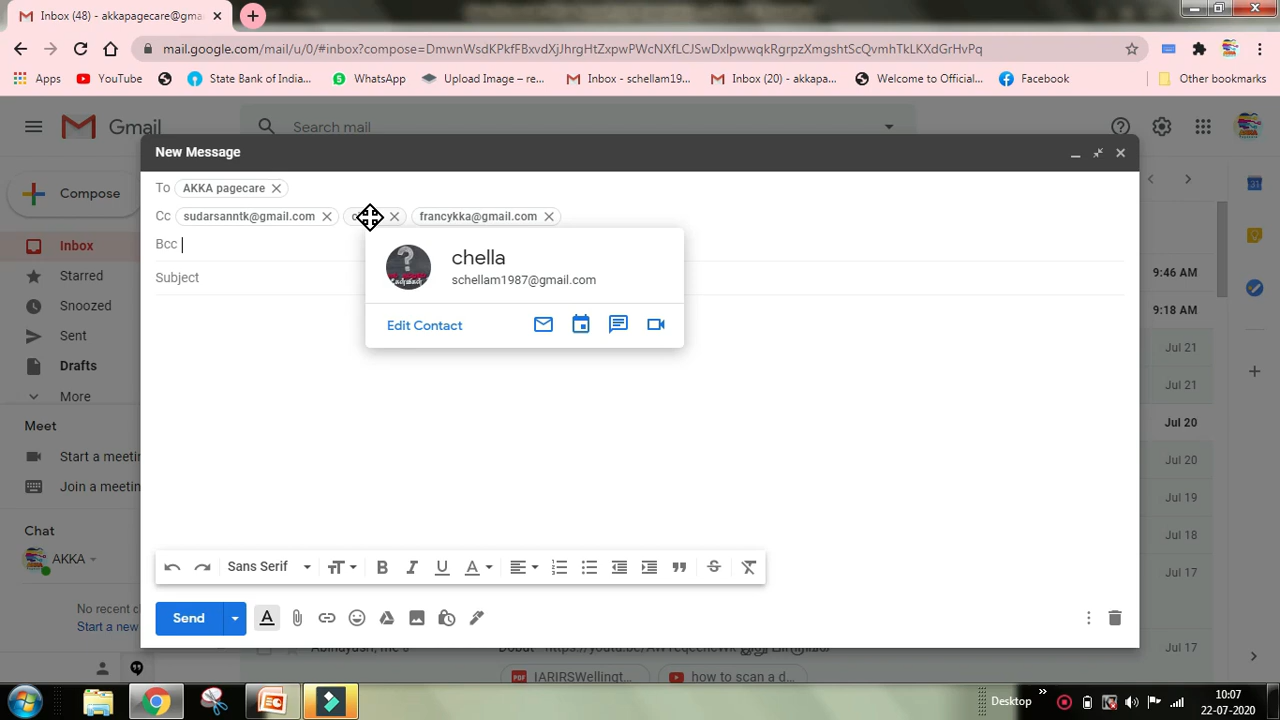 Inbox (48) - akkapagecare@gma
mail.google.com/mail/u/0/#inbox?compose=DmwnWsdKPkfFBxvdXjJhrgHtZxpwPWcNXfLCJSwDxlpwwqkRgrpzXmgshtScQvmhTkLKXdGrHvPq
Apps YouTube State Bank of India... WhatsApp Upload Image – re... Inbox - schellam19... Inbox (20) - akkapa... Welcome to Official... Facebook Other bookmarks
Gmail Search mail
New Message
Compose
To AKKA pagecare
Cc sudarsanntk@gmail.com francykka@gmail.com
Bcc
Subject
chella
schellam1987@gmail.com
Edit Contact
Inbox
Starred
Snoozed
Sent
Drafts
More
Meet
Start a meetin
Join a meetin
Chat
AKKA
No recent c
Start a new
9:46 AM
9:18 AM
Jul 21
Jul 21
Jul 20
Jul 20
Jul 19
Jul 18
Jul 17
Jul 17
Sans Serif
Send
IARIRSWellingt...
how to scan a d...
Desktop
10:07
22-07-2020